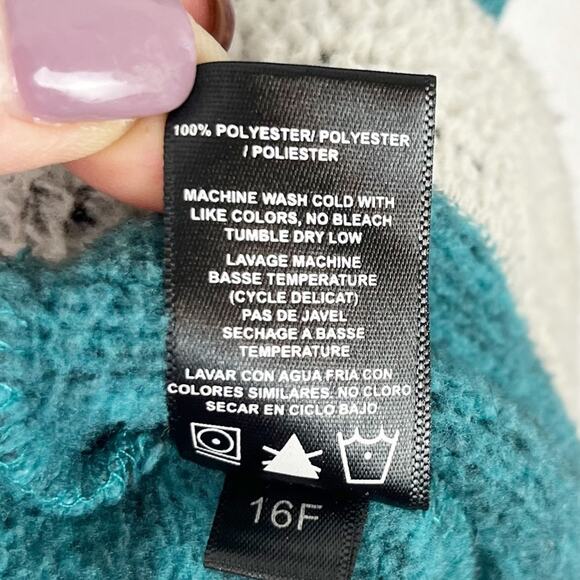 100% POLYESTER/ POLYESTER
/ POLIESTER
MACHINE WASH COLD WITH
LIKE COLORS, NO BLEACH
TUMBLE DRY LOW
LAVAGE MACHINE
BASSE TEMPERATURE
(CYCLE DELICAT)
PAS DE JAVEL
SECHAGE A BASSE
TEMPERATURE
LAVAR CON AGUA FRIA CON
COLORES SIMILARES. NO CLORO
SECAR EN CICLO BAJO.
16F